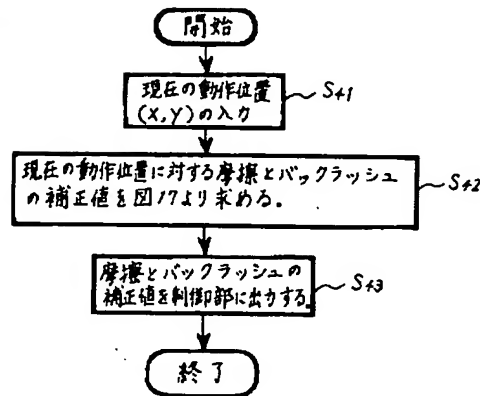 開始
現在の動作位置
(X,Y)の入力
S41
現在の動作位置に対する摩擦とバックラッシュ
の補正値を図17より求める。
S42
摩擦とバックラッシュの
補正値を制御部に出力する。
S43
終了